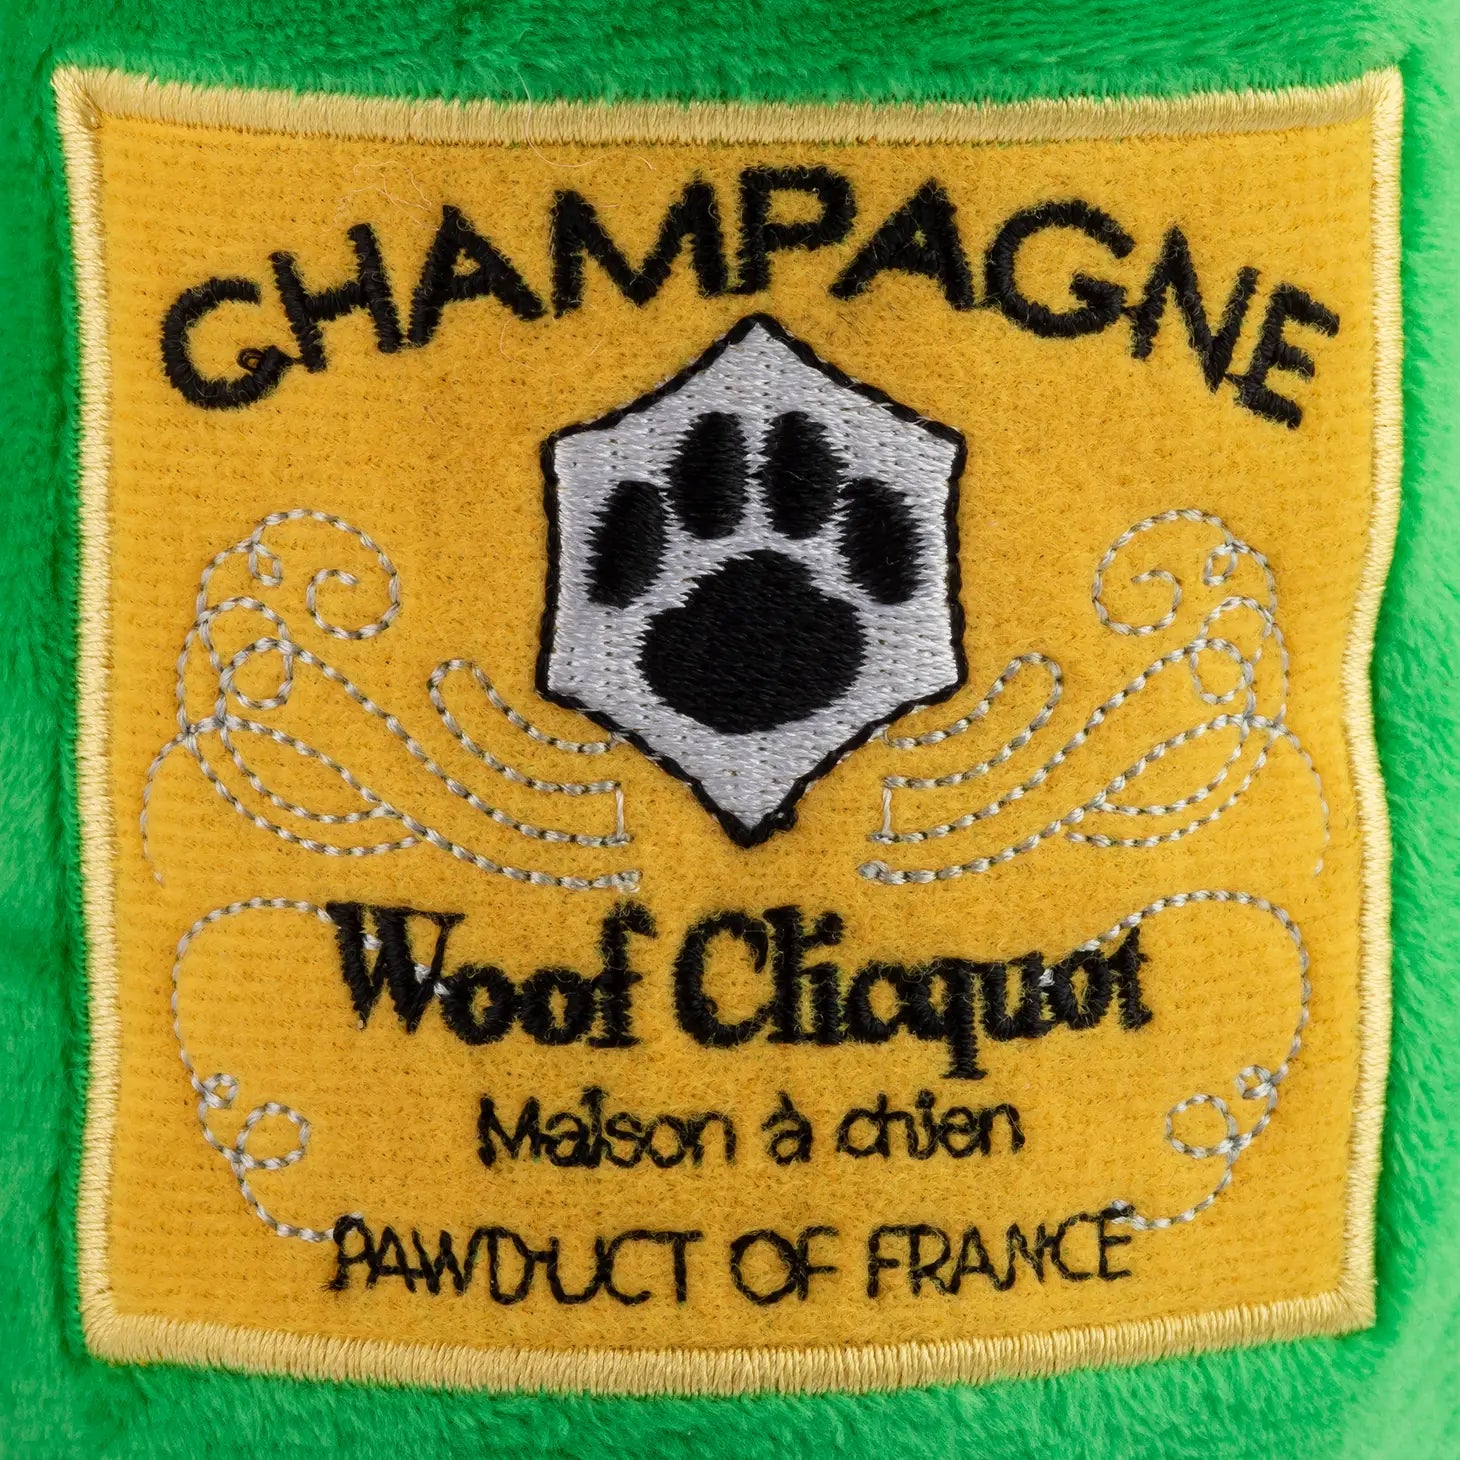 CHAMPAGNE
Woof Clicquot
Maison à chien
PAWDUCT OF FRANCE